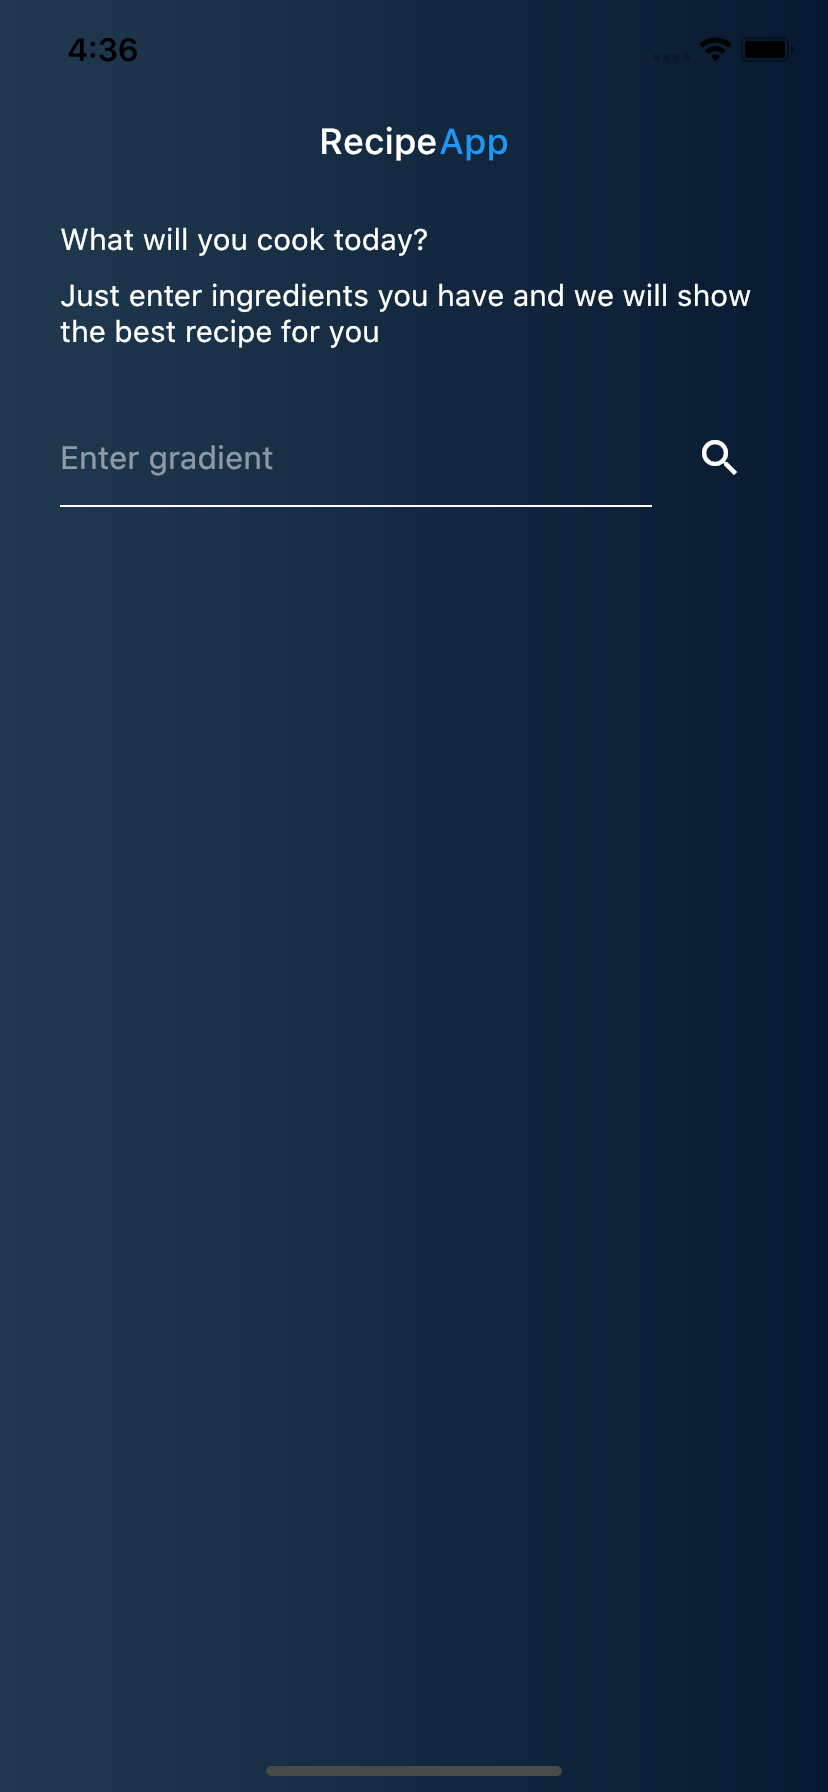 4:36
RecipeApp
What will you cook today?
Just enter ingredients you have and we will show
the best recipe for you
Enter gradient